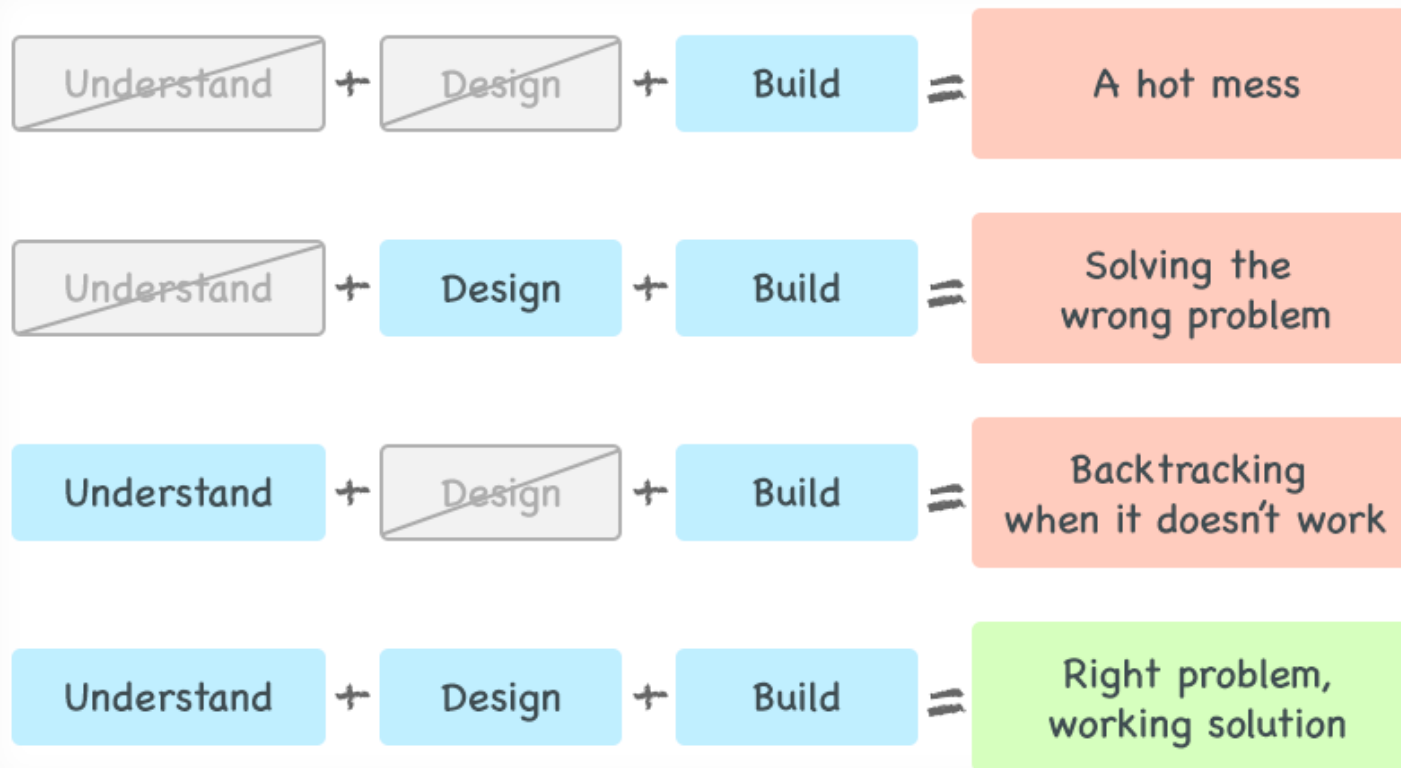 Understand + Design + Build = A hot mess
Understand + Design + Build = Solving the
wrong problem
Understand + Design + Build = Backtracking
when it doesn't work
Understand + Design + Build = Right problem,
working solution